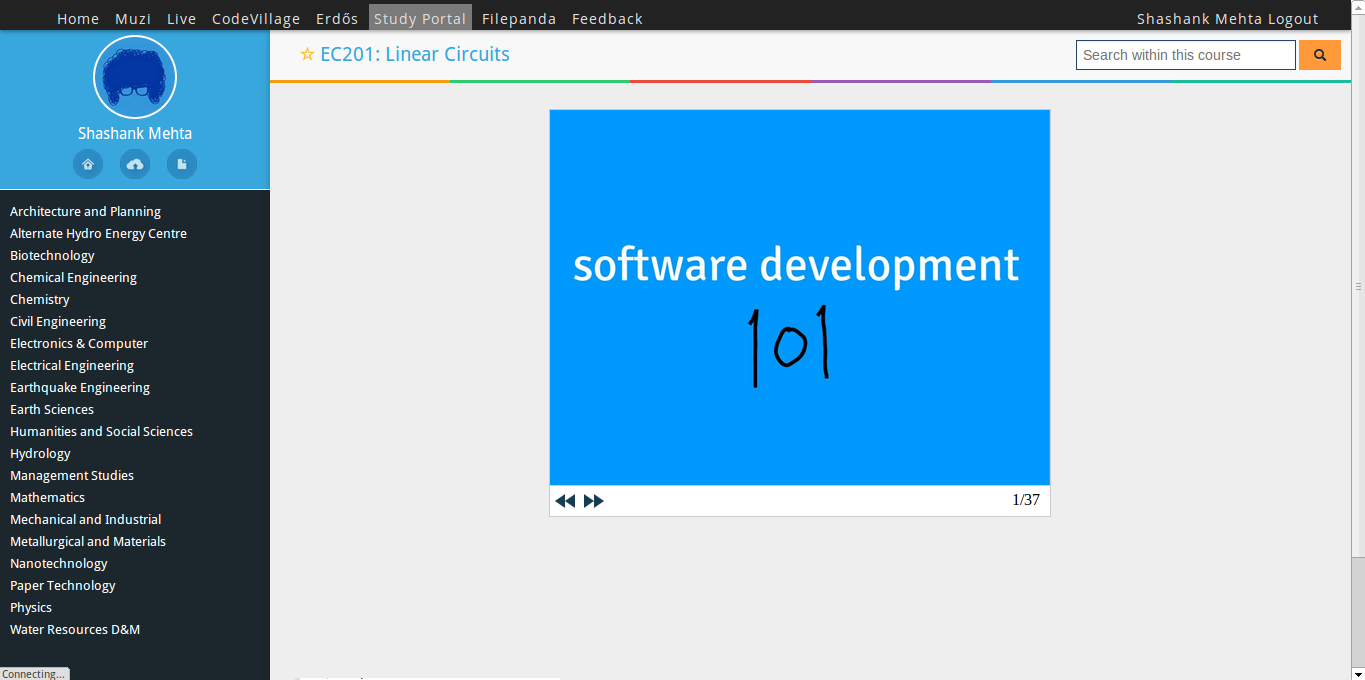 Home Muzi Live CodeVillage Erdős Study Portal Filepanda Feedback Shashank Mehta Logout
EC201: Linear Circuits
Search within this course
Shashank Mehta
Architecture and Planning
Alternate Hydro Energy Centre
Biotechnology
Chemical Engineering
Chemistry
Civil Engineering
Electronics & Computer
Electrical Engineering
Earthquake Engineering
Earth Sciences
Humanities and Social Sciences
Hydrology
Management Studies
Mathematics
Mechanical and Industrial
Metallurgical and Materials
Nanotechnology
Paper Technology
Physics
Water Resources D&M
software development
101
1/37
Connecting...